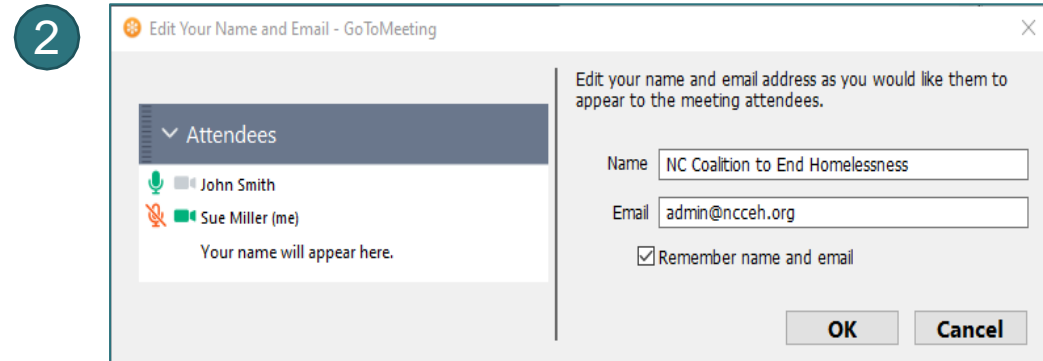 2
Edit Your Name and Email - GoToMeeting
Attendees
John Smith
Sue Miller (me)
Your name will appear here.
Edit your name and email address as you would like them to
appear to the meeting attendees.
Name NC Coalition to End Homelessness
Email admin@ncceh.org
Remember name and email
OK Cancel